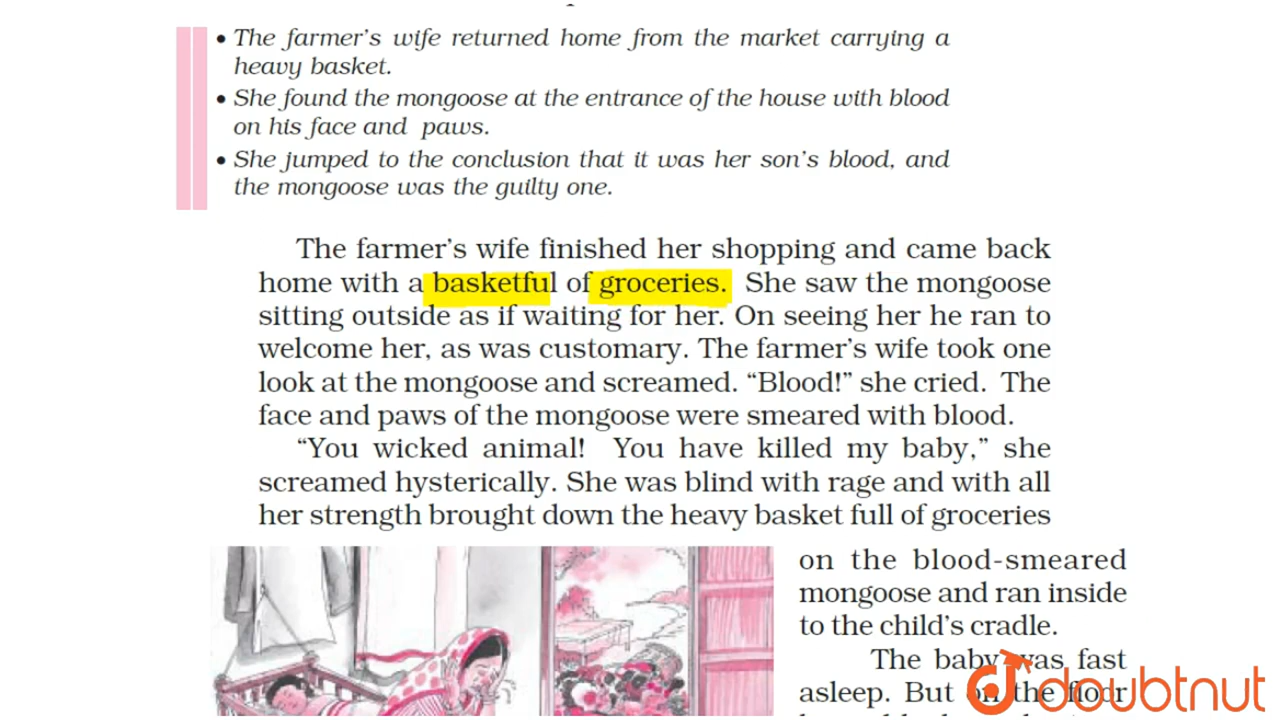 • The farmer's wife returned home from the market carrying a
heavy basket.
• She found the mongoose at the entrance of the house with blood
on his face and paws.
• She jumped to the conclusion that it was her son's blood, and
the mongoose was the guilty one.
The farmer's wife finished her shopping and came back
home with a basketful of groceries. She saw the mongoose
sitting outside as if waiting for her. On seeing her he ran to
welcome her, as was customary. The farmer's wife took one
look at the mongoose and screamed. “Blood!” she cried. The
face and paws of the mongoose were smeared with blood.
“You wicked animal! You have killed my baby,” she
screamed hysterically. She was blind with rage and with all
her strength brought down the heavy basket full of groceries
on the blood-smeared
mongoose and ran inside
to the child's cradle.
The baby was fast
asleep. But on the floor
doubtnut